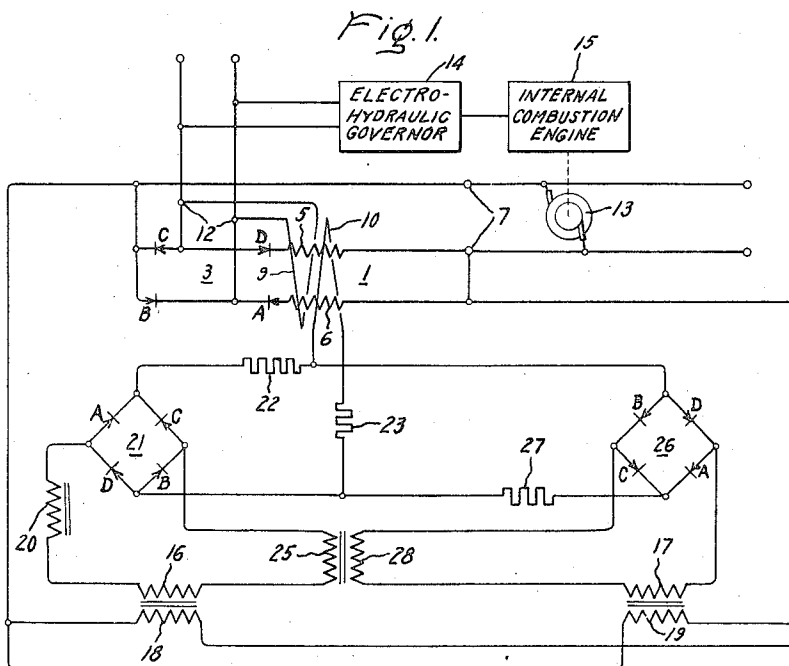 Fig. 1.
14
15
ELECTRO-
HYDRAULIC
GOVERNOR
INTERNAL
COMBUSTION
ENGINE
7
13
12
5
10
C
D
3
9
1
B
A
6
22
23
A
C
21
D
B
B
D
26
C
A
27
20
16
25
28
17
18
19